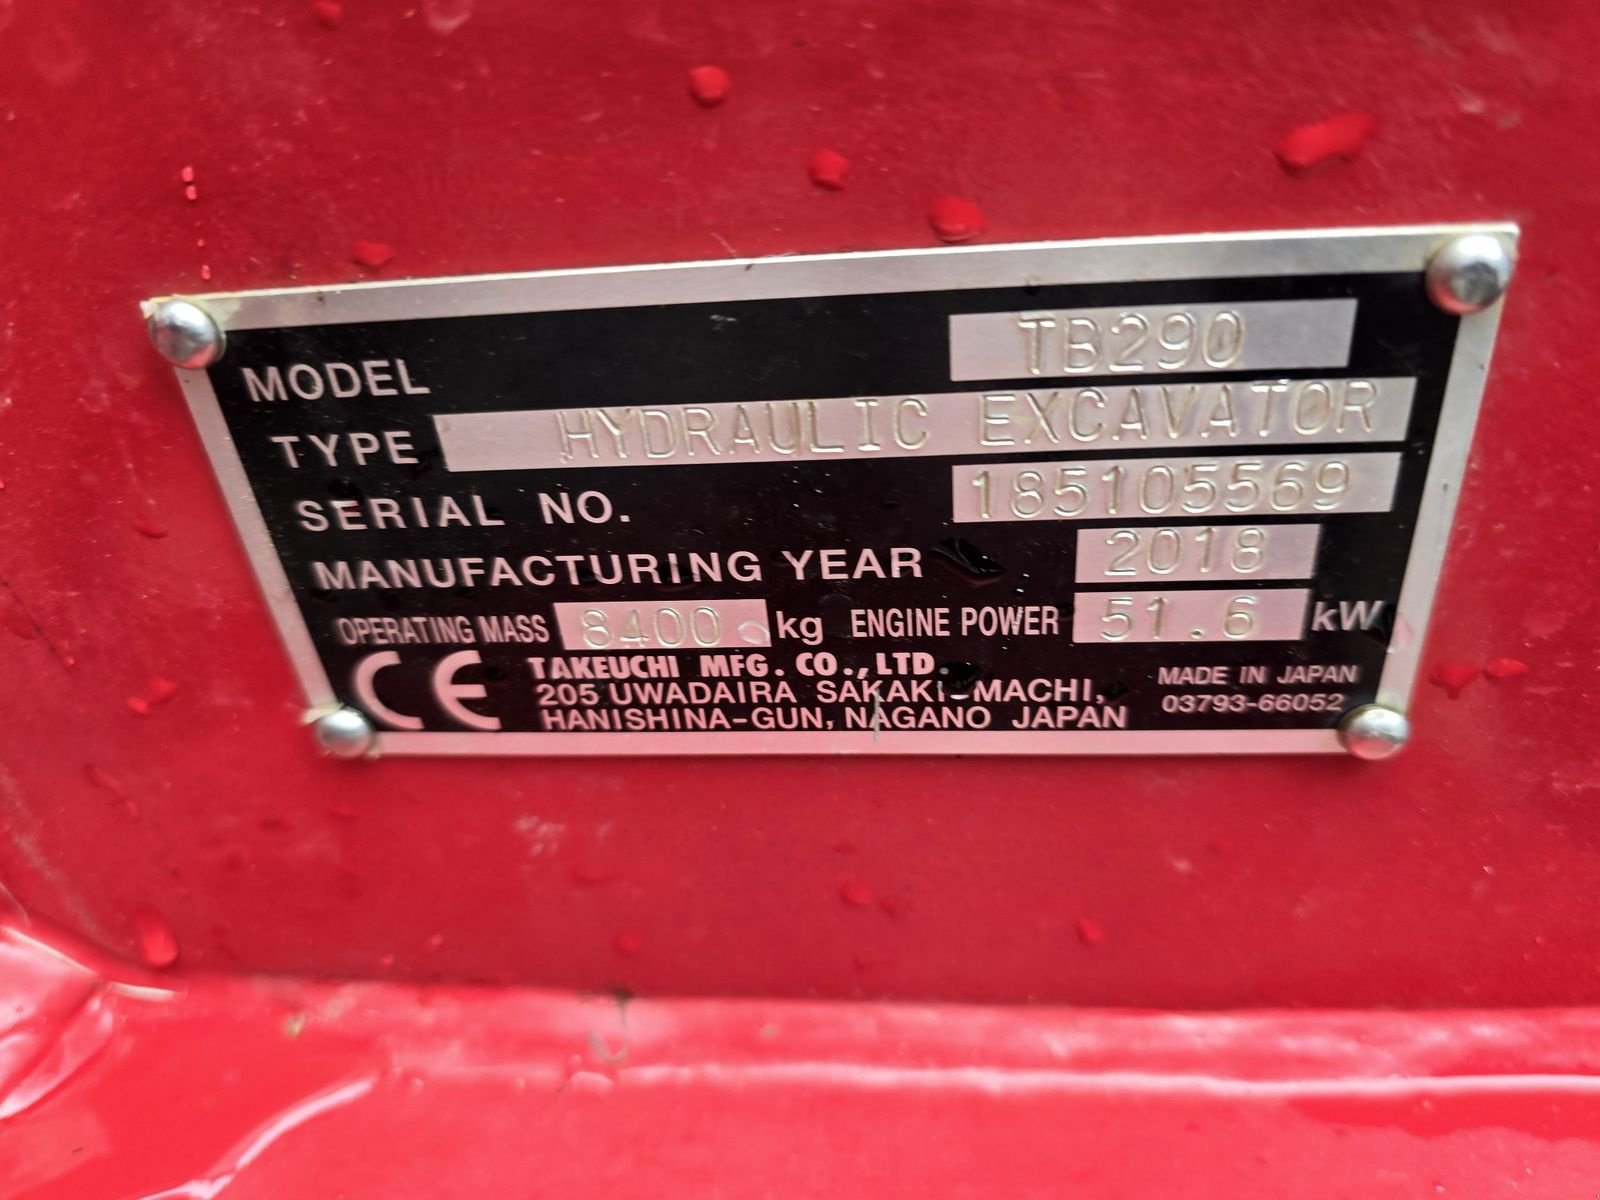 MODEL TB290
TYPE HYDRAULIC EXCAVATOR
SERIAL NO. 185105569
MANUFACTURING YEAR 2018
OPERATING MASS 8400 kg ENGINE POWER 51.6 kW
CE TAKEUCHI MFG. CO., LTD.
205 UWADAIRA SAKAKI-MACHI, MADE IN JAPAN
HANISHINA-GUN, NAGANO JAPAN 03793-66052